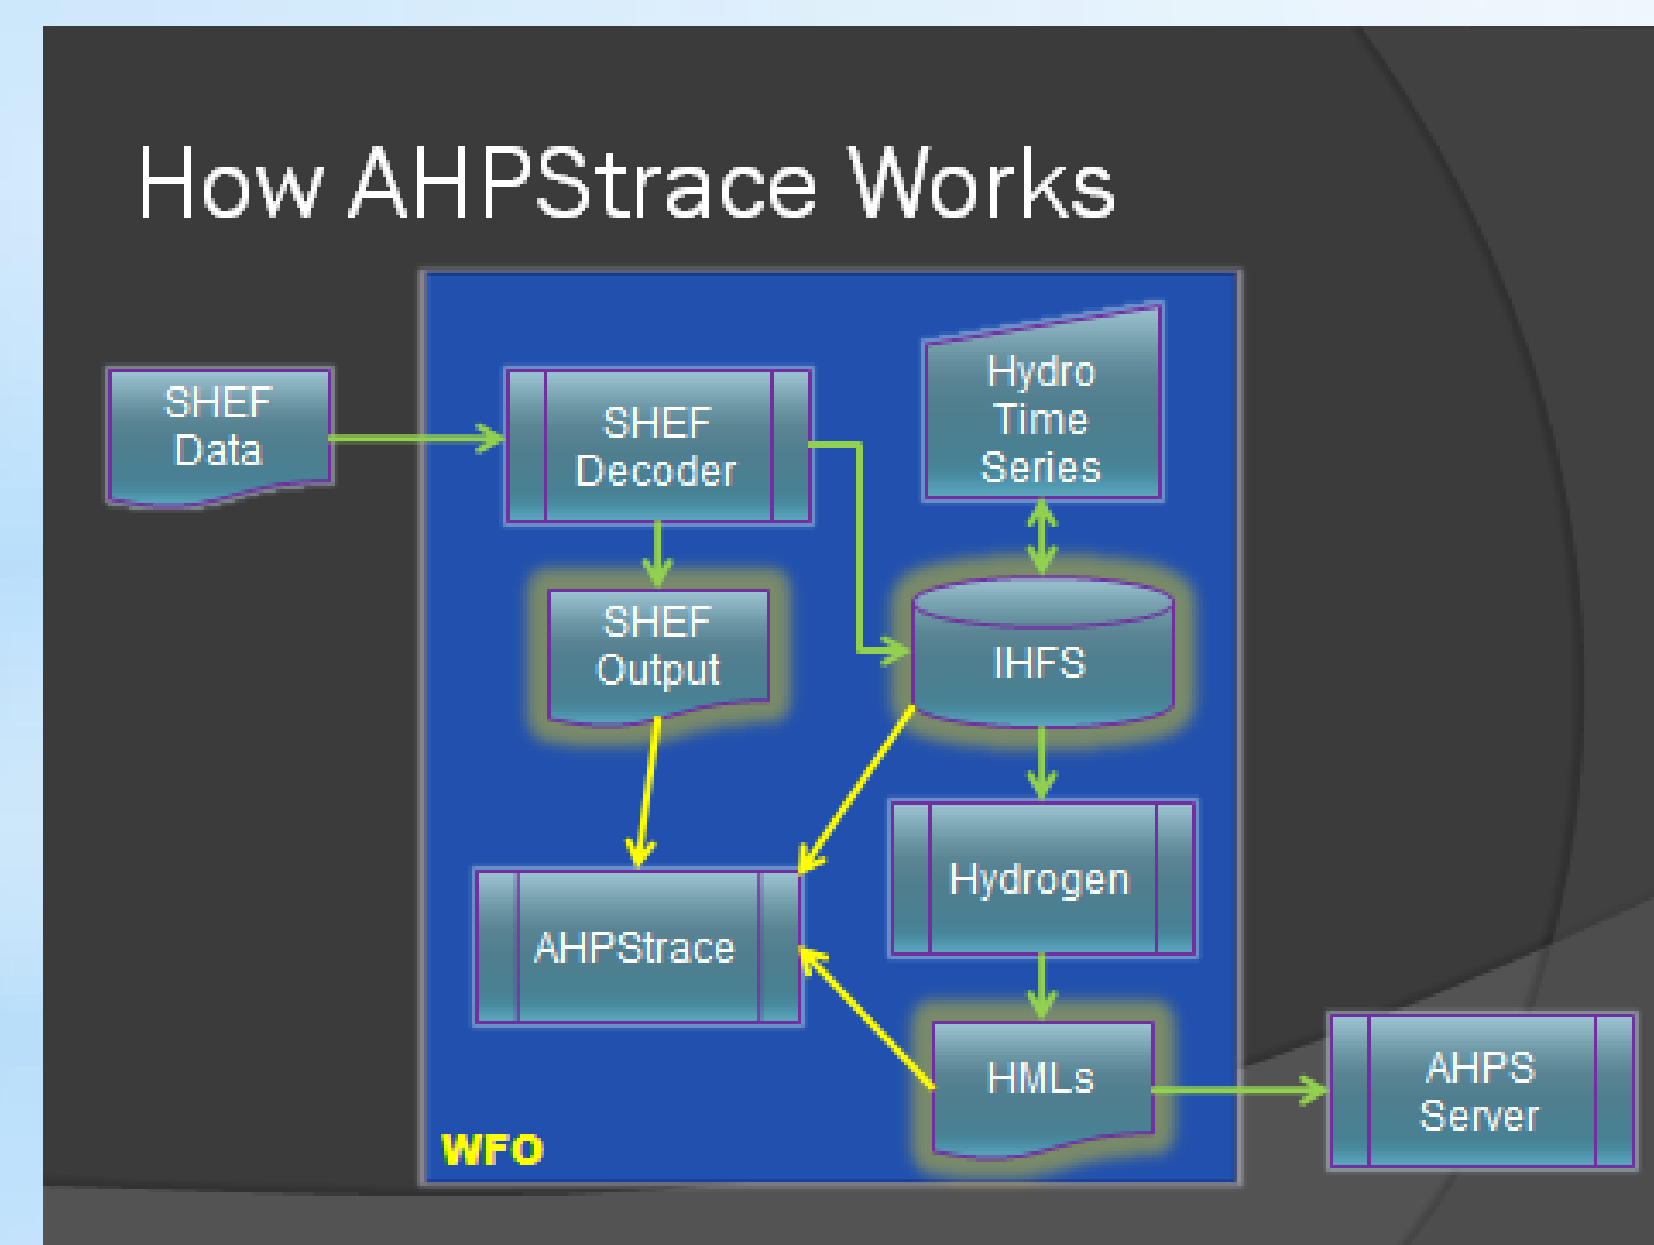 How AHPStrace Works
SHEF
Data
SHEF
Decoder
Hydro
Time
Series
SHEF
Output
IHFS
AHPStrace
Hydrogen
HMLs
AHPS
Server
WFO